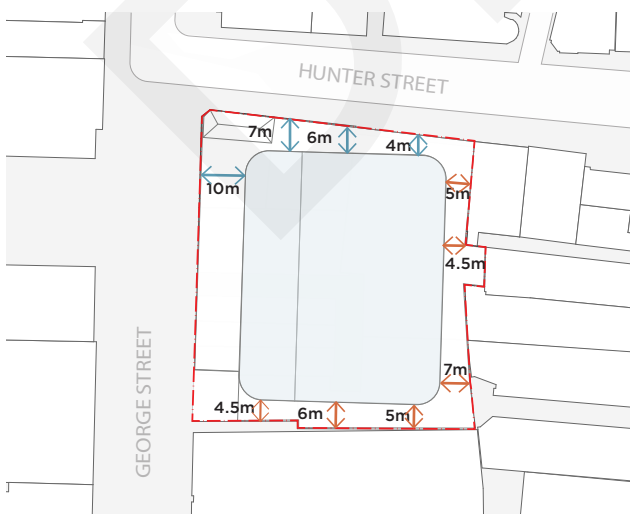 HUNTER STREET
7m
6m
4m
10m
5m
4.5m
GEORGE STREET
7m
4.5m
6m
5m